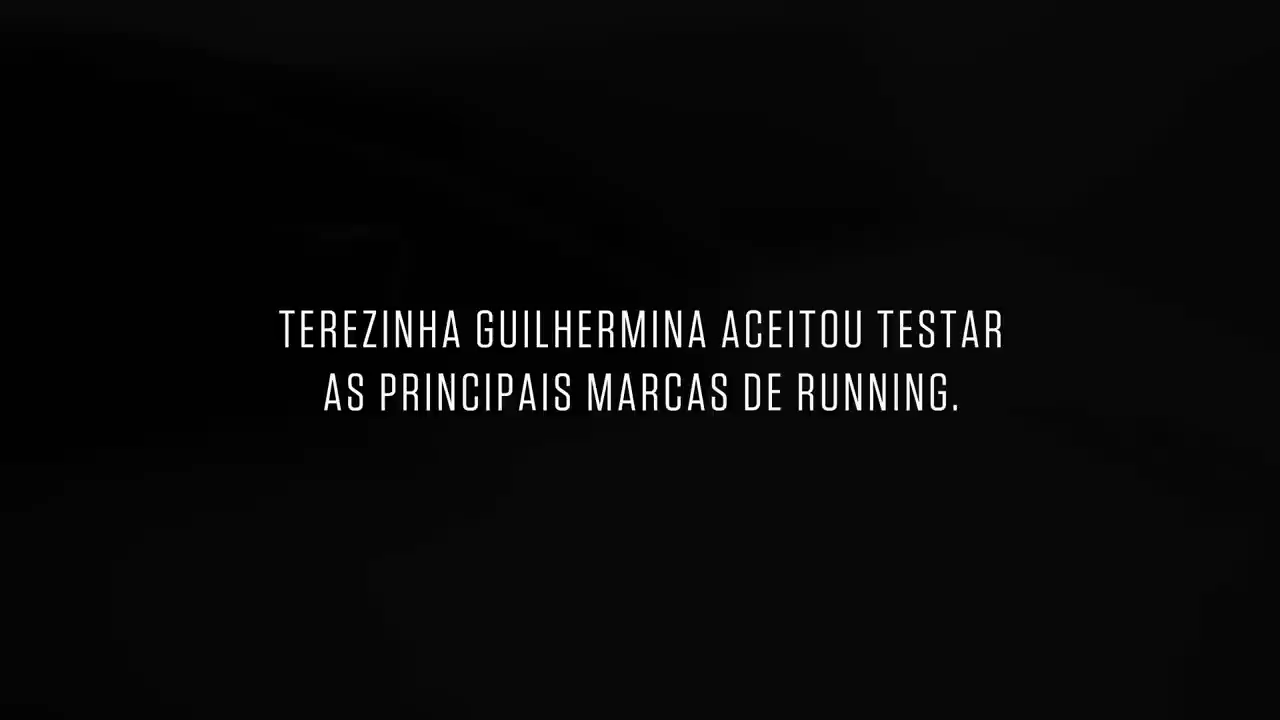 TEREZINHA GUILHERMINA ACEITOU TESTAR
AS PRINCIPAIS MARCAS DE RUNNING.